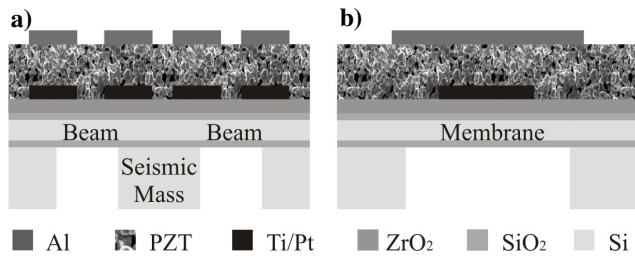 a)
b)
Beam Beam
Seismic
Mass
Membrane
Al PZT Ti/Pt ZrO₂ SiO₂ Si